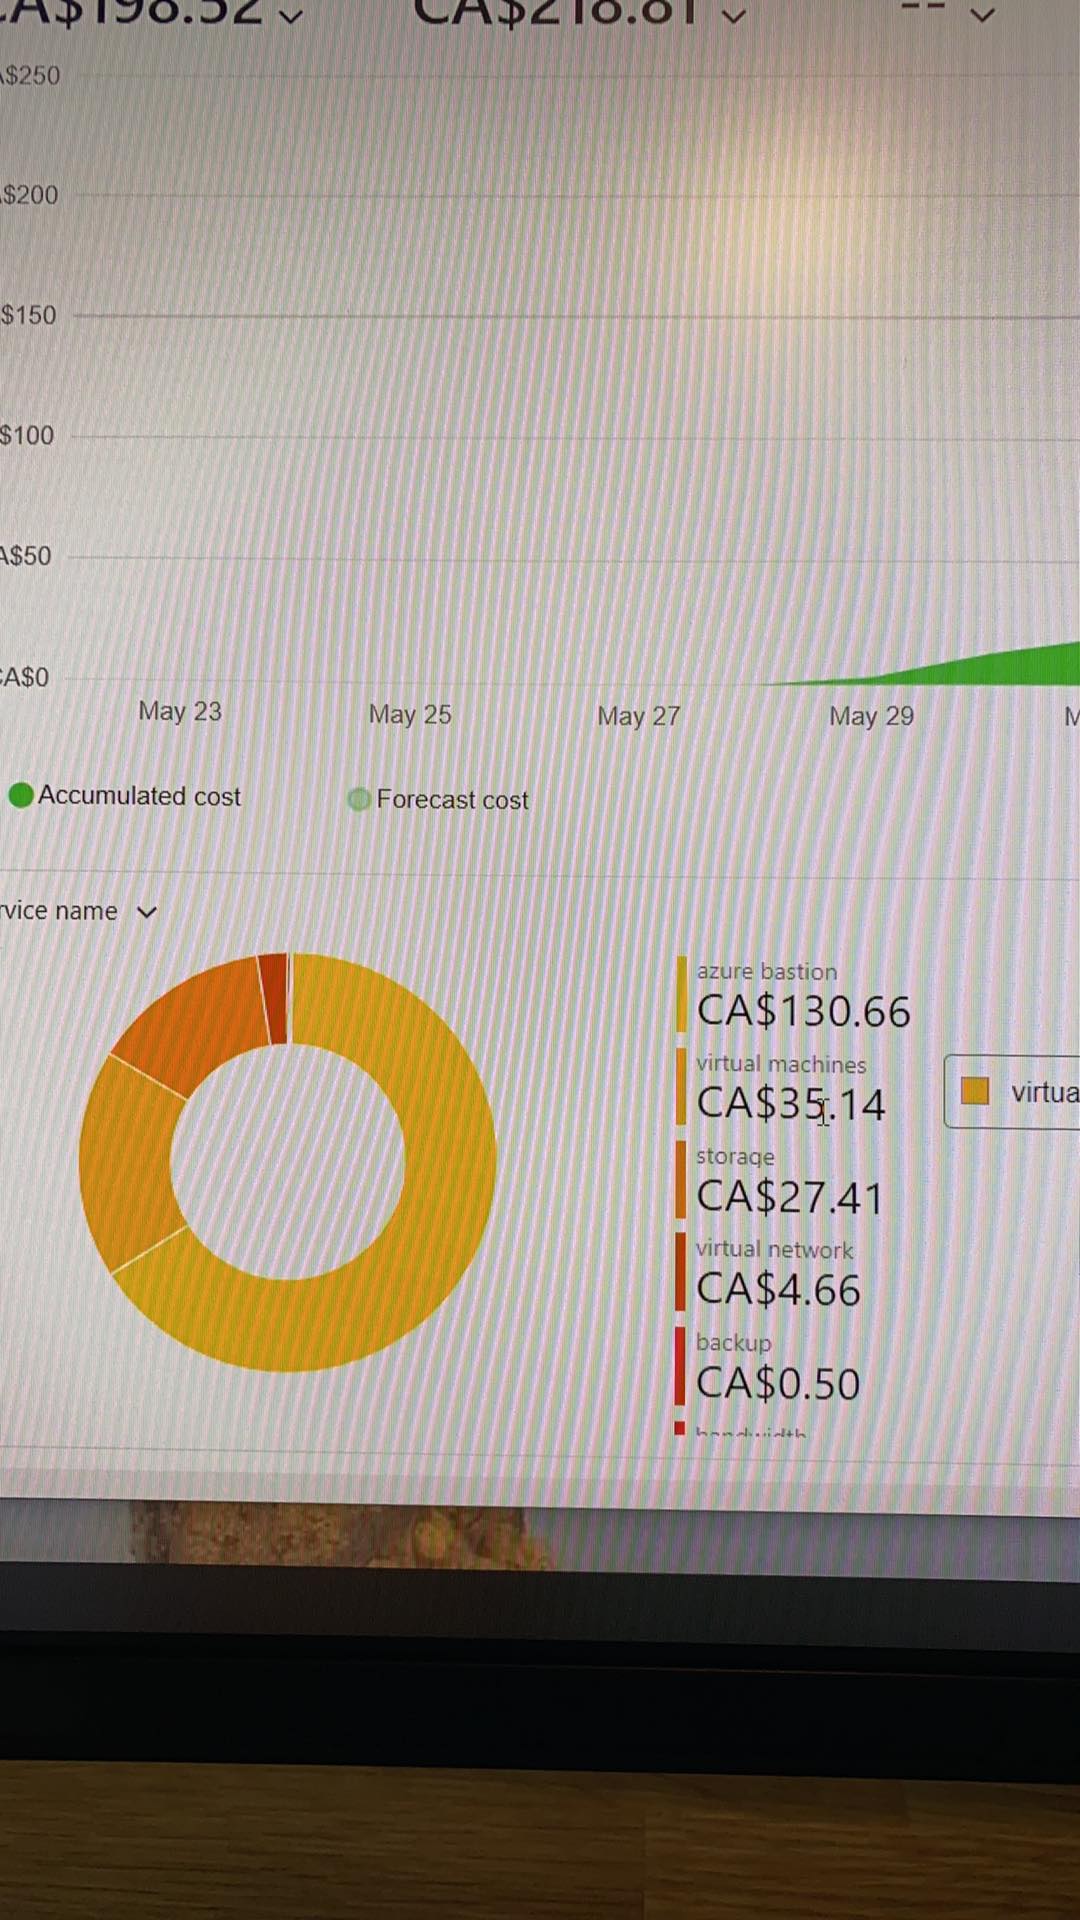 CA$198.52
CA$218.81
--
A$250
$200
$150
$100
A$50
CA$0
May 23
May 25
May 27
May 29
M
Accumulated cost
Forecast cost
rvice name
azure bastion
CA$130.66
virtual machines
CA$35.14
virtua
storage
CA$27.41
virtual network
CA$4.66
backup
CA$0.50
bandwidth